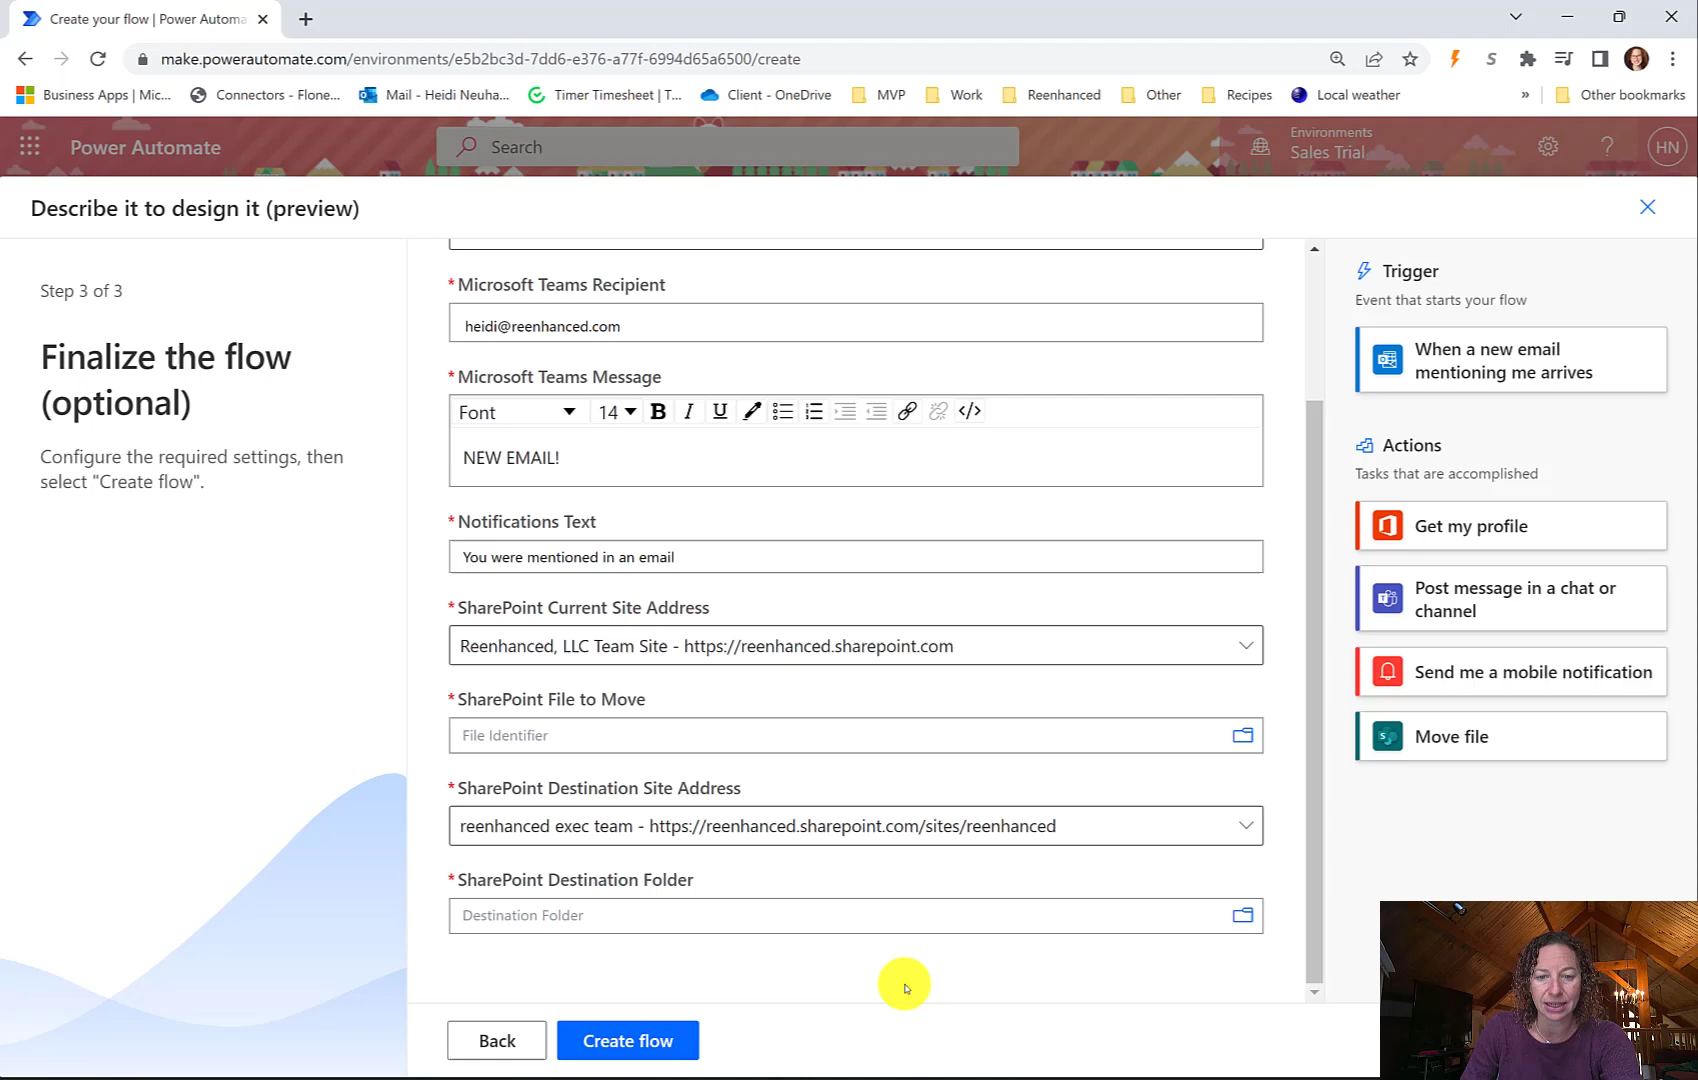 Create your flow | Power Automa
make.powerautomate.com/environments/e5b2bc3d-7dd6-e376-a77f-6994d65a6500/create
Business Apps | Mic...
Connectors - Flone...
Mail - Heidi Neuha...
Timer Timesheet | T...
Client - OneDrive
MVP
Work
Reenhanced
Other
Recipes
Local weather
»
Other bookmarks
Power Automate
Search
Environments
Sales Trial
?
HN
Describe it to design it (preview)
Step 3 of 3
Finalize the flow
(optional)
Configure the required settings, then
select "Create flow".
* Microsoft Teams Recipient
heidi@reenhanced.com
* Microsoft Teams Message
Font 14 B I U </>
NEW EMAIL!
* Notifications Text
You were mentioned in an email
* SharePoint Current Site Address
Reenhanced, LLC Team Site - https://reenhanced.sharepoint.com
* SharePoint File to Move
File Identifier
* SharePoint Destination Site Address
reenhanced exec team - https://reenhanced.sharepoint.com/sites/reenhanced
* SharePoint Destination Folder
Destination Folder
Back
Create flow
Trigger
Event that starts your flow
When a new email
mentioning me arrives
Actions
Tasks that are accomplished
Get my profile
Post message in a chat or
channel
Send me a mobile notification
Move file